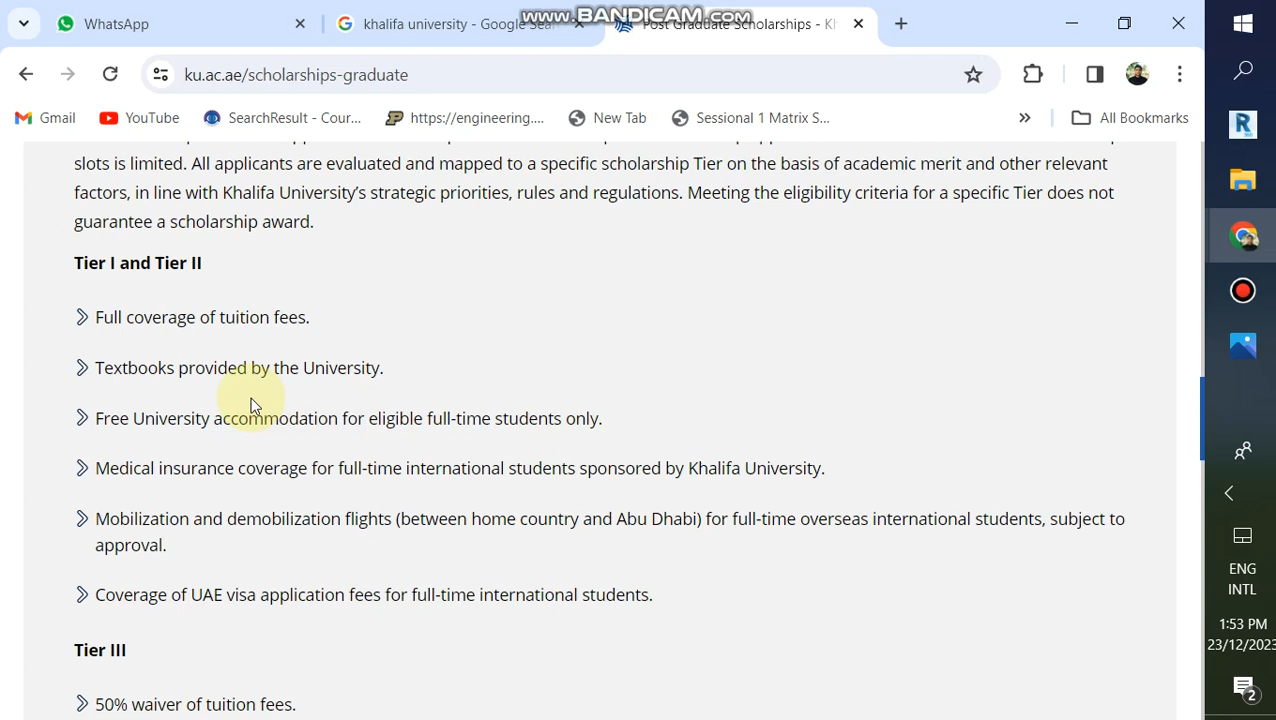 WhatsApp
khalifa university - Google Sea
www.BANDICAM.com
Post Graduate Scholarships - Kh
ku.ac.ae/scholarships-graduate
Gmail
YouTube
SearchResult - Cour...
https://engineering....
New Tab
Sessional 1 Matrix S...
»
All Bookmarks
slots is limited. All applicants are evaluated and mapped to a specific scholarship Tier on the basis of academic merit and other relevant
factors, in line with Khalifa University’s strategic priorities, rules and regulations. Meeting the eligibility criteria for a specific Tier does not
guarantee a scholarship award.
Tier I and Tier II
Full coverage of tuition fees.
Textbooks provided by the University.
Free University accommodation for eligible full-time students only.
Medical insurance coverage for full-time international students sponsored by Khalifa University.
Mobilization and demobilization flights (between home country and Abu Dhabi) for full-time overseas international students, subject to
approval.
Coverage of UAE visa application fees for full-time international students.
Tier III
50% waiver of tuition fees.
R
ENG
INTL
1:53 PM
23/12/2023
2